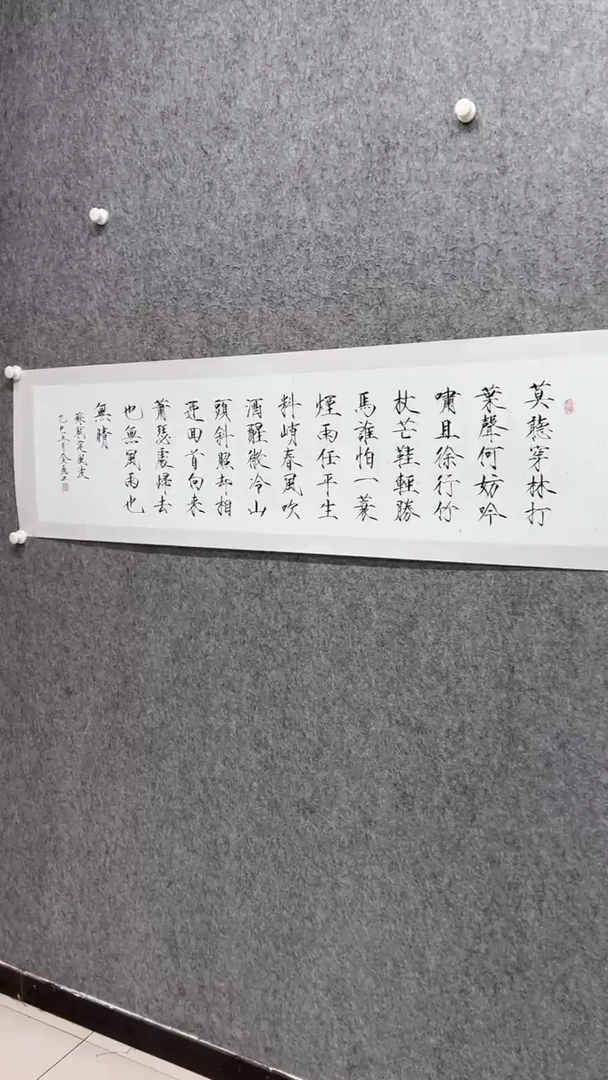 莫聽穿林打
葉聲何妨吟
嘯且徐行竹
杖芒鞋輕勝
馬誰怕一蓑
煙雨任平生
料峭春風吹
酒醒微冷山
頭斜照却相
迎回首向來
蕭瑟處歸去
也無風雨也
無晴
蘇軾定風波
乙巳五月